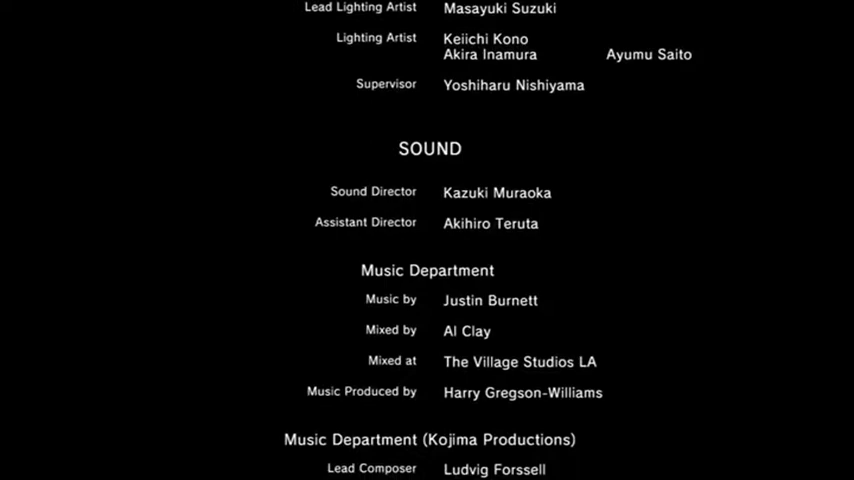 Lead Lighting Artist Masayuki Suzuki
Lighting Artist Keiichi Kono
Akira Inamura Ayumu Saito
Supervisor Yoshiharu Nishiyama
SOUND
Sound Director Kazuki Muraoka
Assistant Director Akihiro Teruta
Music Department
Music by Justin Burnett
Mixed by Al Clay
Mixed at The Village Studios LA
Music Produced by Harry Gregson-Williams
Music Department (Kojima Productions)
Lead Composer Ludvig Forssell